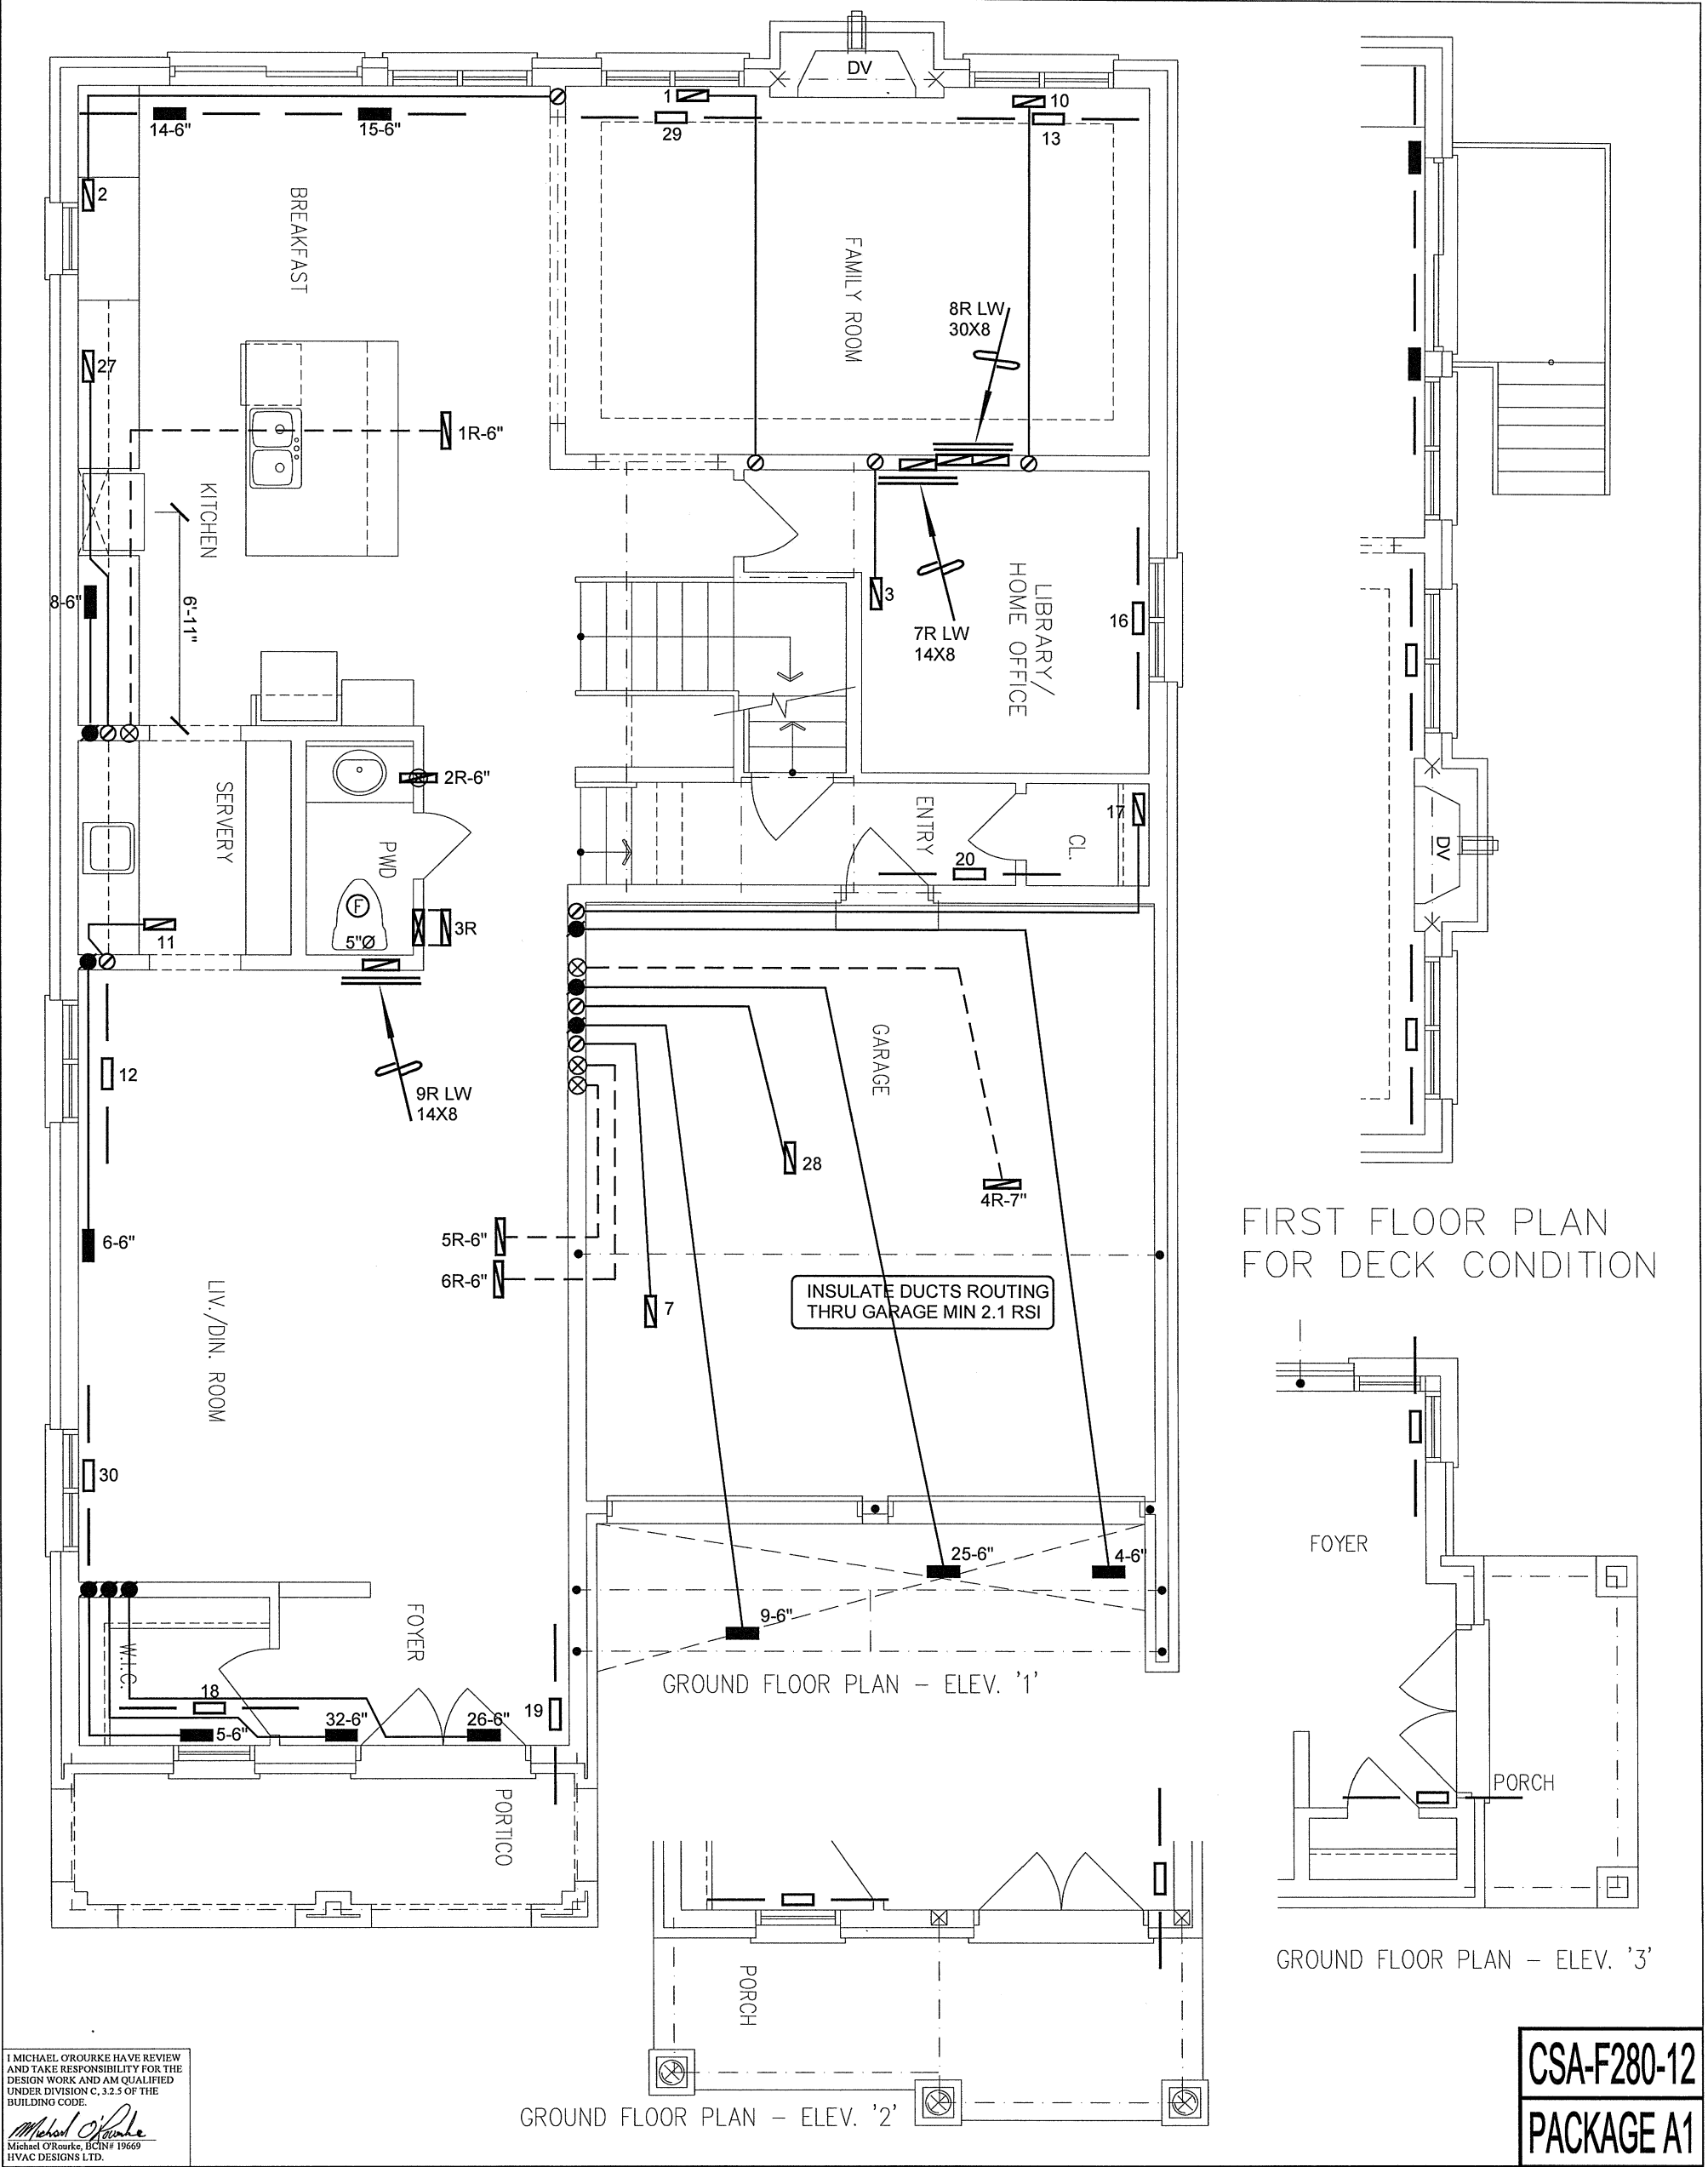 DV
1
10
14-6"
15-6"
29
13
2
BREAKFAST
FAMILY ROOM
8R LW
30X8
27
1R-6"
KITCHEN
8-6"
6'-11"
3
LIBRARY/
HOME OFFICE
16
7R LW
14X8
2R-6"
SERVERY
PWD
ENTRY
CL.
17
20
F
5"Ø
3R
11
12
9R LW
14X8
GARAGE
28
4R-7"
5R-6"
6R-6"
6-6"
7
INSULATE DUCTS ROUTING
THRU GARAGE MIN 2.1 RSI
LIV./DIN. ROOM
30
25-6"
4-6"
9-6"
FOYER
W.I.C.
18
19
5-6"
32-6"
26-6"
GROUND FLOOR PLAN - ELEV. '1'
PORTICO
DV
FIRST FLOOR PLAN
FOR DECK CONDITION
FOYER
PORCH
GROUND FLOOR PLAN - ELEV. '3'
PORCH
GROUND FLOOR PLAN - ELEV. '2'
I MICHAEL O'ROURKE HAVE REVIEW
AND TAKE RESPONSIBILITY FOR THE
DESIGN WORK AND AM QUALIFIED
UNDER DIVISION C, 3.2.5 OF THE
BUILDING CODE.
Michael O'Rourke
Michael O'Rourke, BCIN# 19669
HVAC DESIGNS LTD.
CSA-F280-12
PACKAGE A1